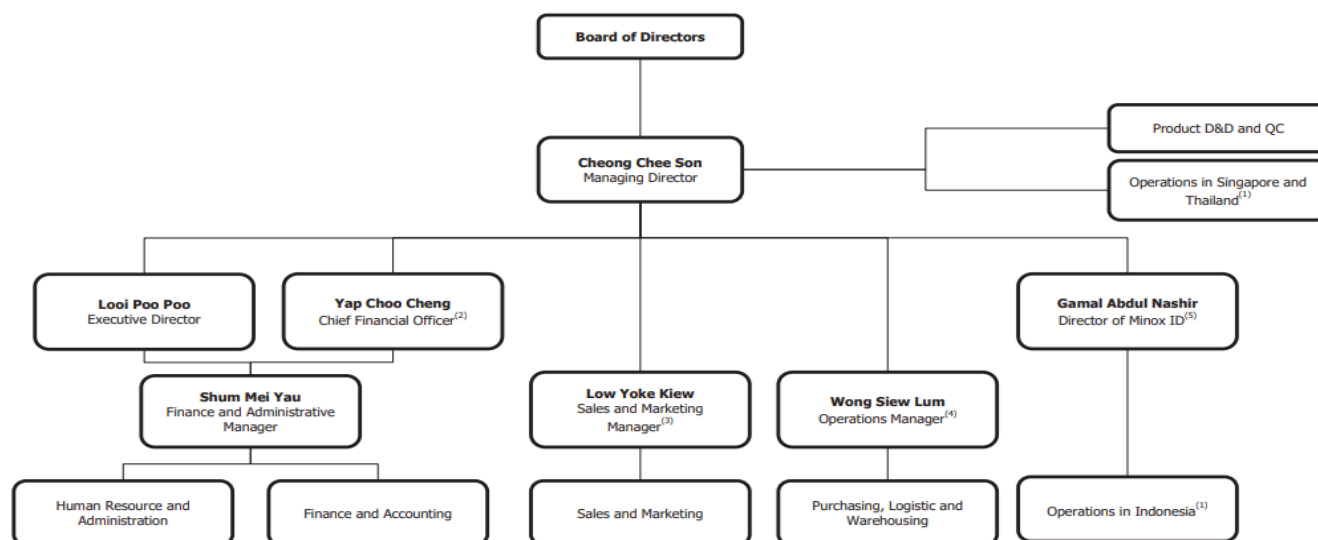 Board of Directors
Product D&D and QC
Cheong Chee Son
Managing Director
Operations in Singapore and
Thailand(1)
Looi Poo Poo
Executive Director
Yap Choo Cheng
Chief Financial Officer(2)
Gamal Abdul Nashir
Director of Minox ID(5)
Shum Mei Yau
Finance and Administrative
Manager
Low Yoke Kiew
Sales and Marketing
Manager(3)
Wong Siew Lum
Operations Manager(4)
Human Resource and
Administration
Finance and Accounting
Sales and Marketing
Purchasing, Logistic and
Warehousing
Operations in Indonesia(1)